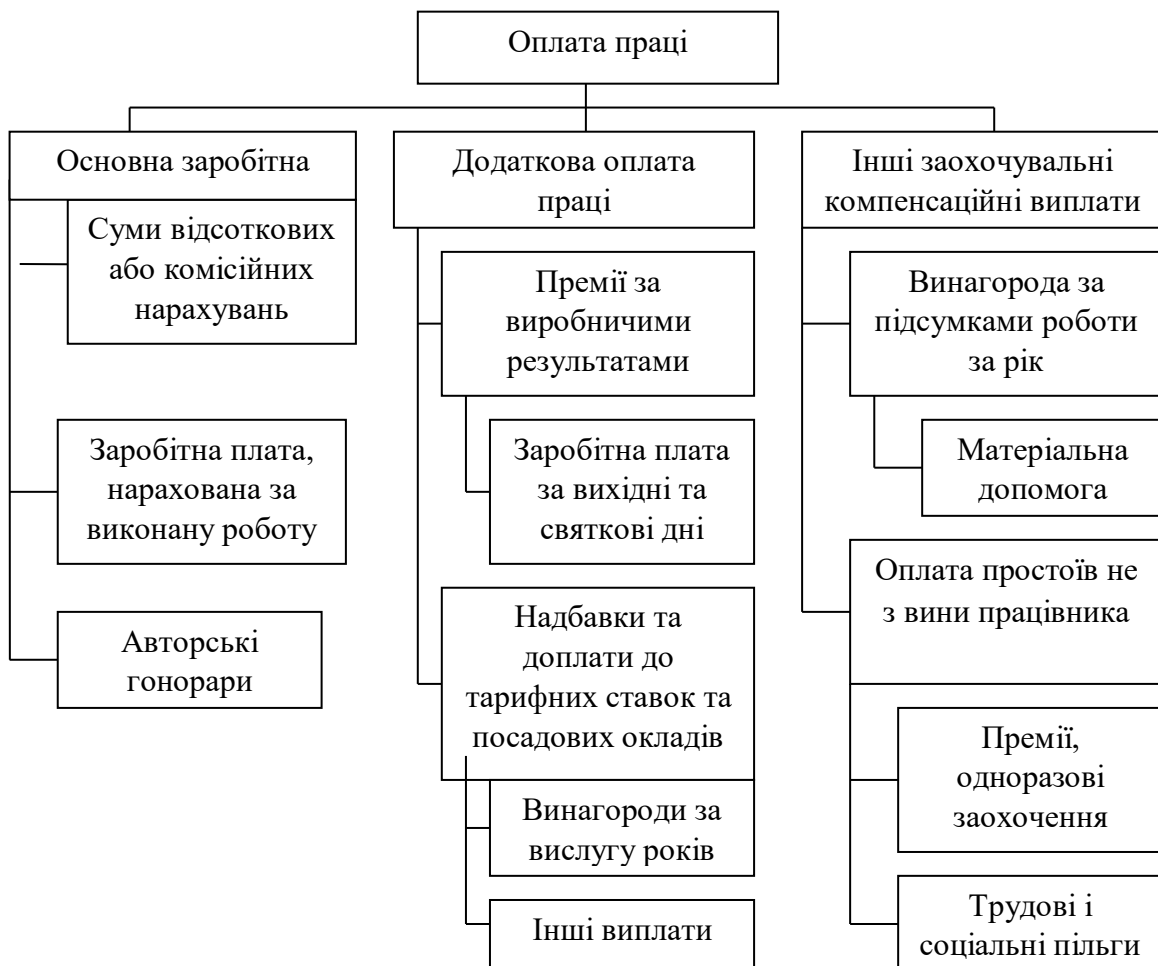 Оплата праці
Основна заробітна
Суми відсоткових
або комісійних
нарахувань
Заробітна плата,
нарахована за
виконану роботу
Авторські
гонорари
Додаткова оплата
праці
Премії за
виробничими
результатами
Заробітна плата
за вихідні та
святкові дні
Надбавки та
доплати до
тарифних ставок та
посадових окладів
Винагороди за
вислугу років
Інші виплати
Інші заохочувальні
компенсаційні виплати
Винагорода за
підсумками роботи
за рік
Матеріальна
допомога
Оплата простоїв не
з вини працівника
Премії,
одноразові
заохочення
Трудові і
соціальні пільги